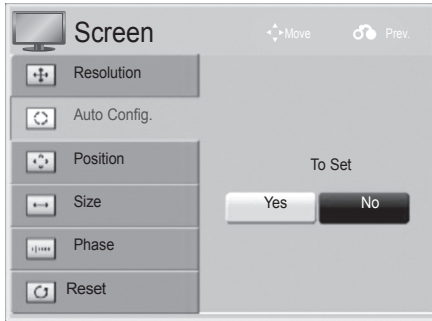 Screen
Move
Prev.
Resolution
Auto Config.
Position
Size
Phase
Reset
To Set
Yes No